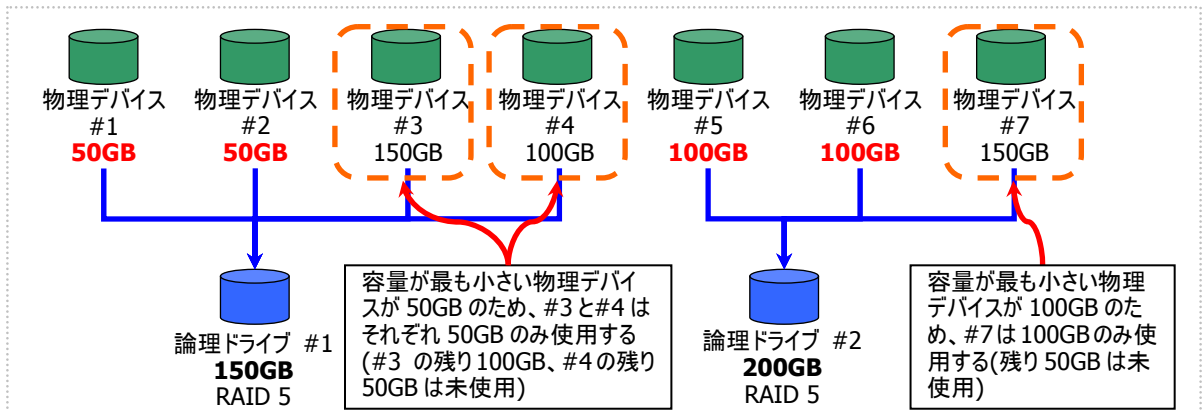 物理デバイス
#1
50GB
物理デバイス
#2
50GB
物理デバイス
#3
150GB
物理デバイス
#4
100GB
物理デバイス
#5
100GB
物理デバイス
#6
100GB
物理デバイス
#7
150GB
論理ドライブ #1
150GB
RAID 5
容量が最も小さい物理デバイ
スが 50GB のため、#3 と#4 は
それぞれ 50GB のみ使用する
(#3 の残り 100GB、#4 の残り
50GB は未使用)
論理ドライブ #2
200GB
RAID 5
容量が最も小さい物理
デバイスが 100GB のた
め、#7は 100GBのみ使
用する(残り 50GB は未
使用)